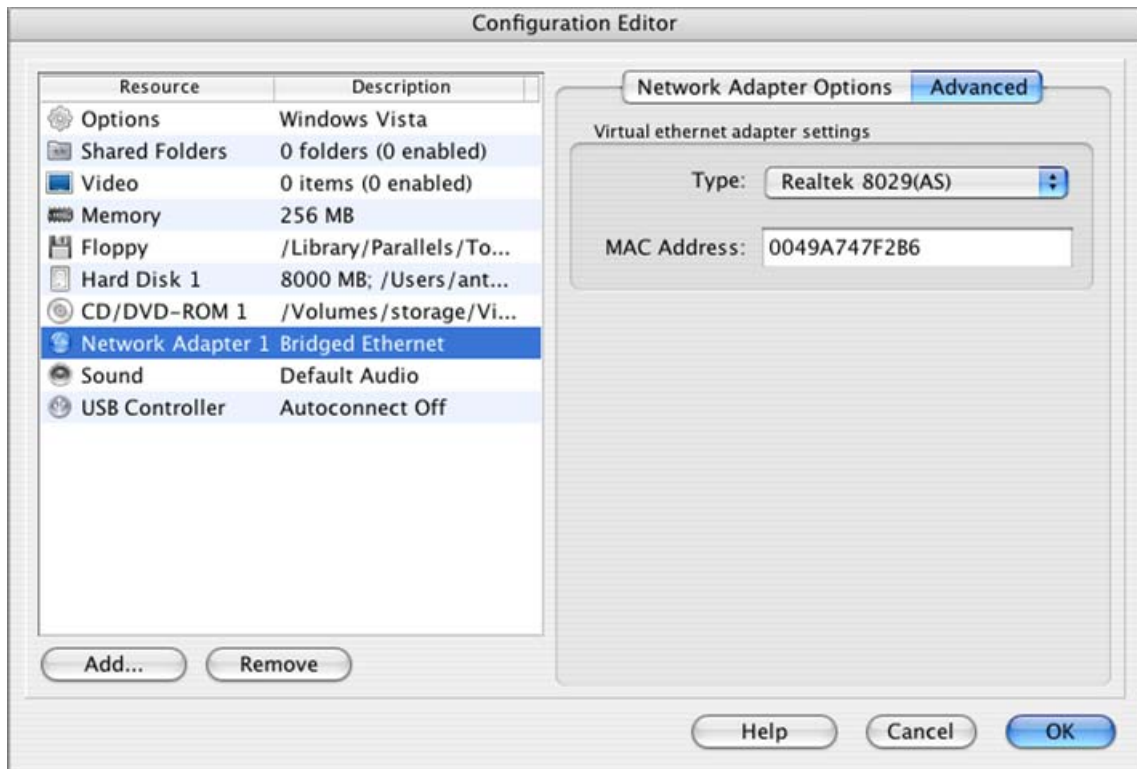 Configuration Editor
Resource Description
Options Windows Vista
Shared Folders 0 folders (0 enabled)
Video 0 items (0 enabled)
Memory 256 MB
Floppy /Library/Parallels/To...
Hard Disk 1 8000 MB; /Users/ant...
CD/DVD-ROM 1 /Volumes/storage/Vi...
Network Adapter 1 Bridged Ethernet
Sound Default Audio
USB Controller Autoconnect Off
Add... Remove
Network Adapter Options Advanced
Virtual ethernet adapter settings
Type: Realtek 8029(AS)
MAC Address: 0049A747F2B6
Help Cancel OK